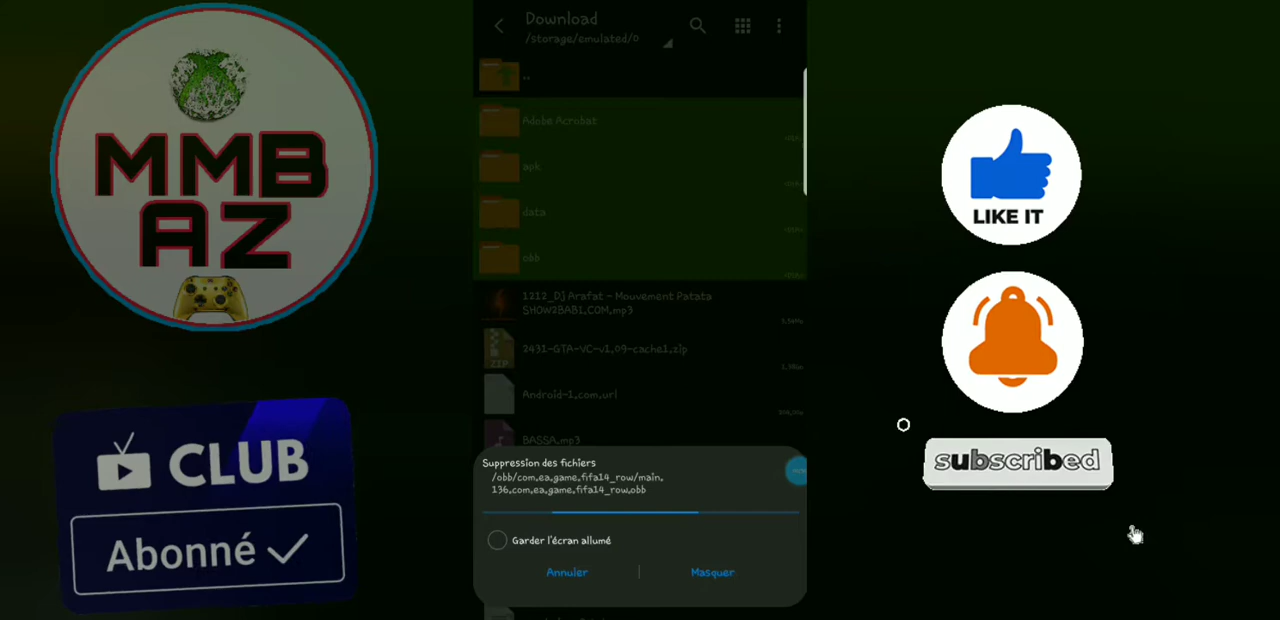 MMB
AZ
CLUB
Abonné
Download
/storage/emulated/0
..
Adobe Acrobat
apk
data
obb
1212_Dj Arafat - Mouvement Patata
SHOW2BAB1.COM.mp3
2431-GTA-VC-v1.09-cache1.zip
ZIP
Android-1.com.url
BASSA.mp3
Suppression des fichiers
/obb/com.ea.game.fifa14_row/main.
136.com.ea.game.fifa14_row.obb
Garder l'écran allumé
Annuler
Masquer
LIKE IT
subscribed